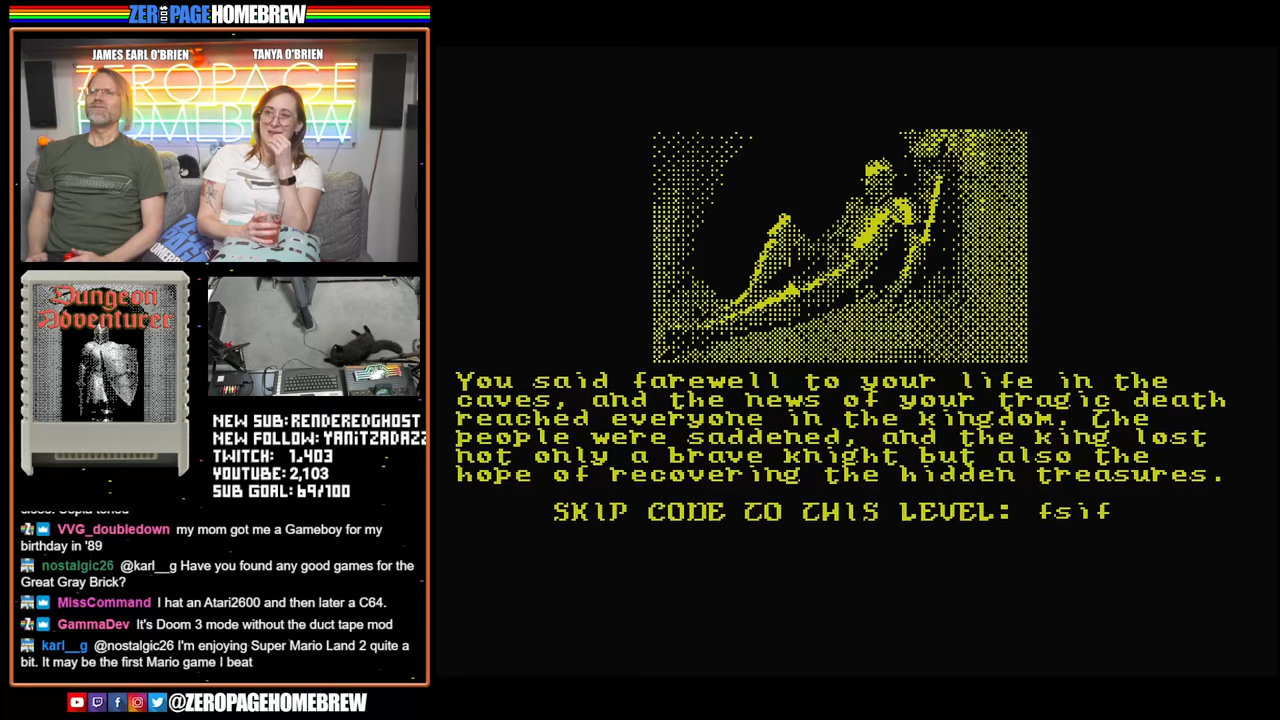 ZEROPAGE HOMEBREW
JAMES EARL O'BRIEN
TANYA O'BRIEN
ZEROPAGE
HOMEBREW
Dungeon
Adventurer
NEW SUB: RENDEREDGHOST
NEW FOLLOW: YANITZADAZZ
TWITCH: 1,403
YOUTUBE: 2,103
SUB GOAL: 69/100
VVG_doubledown my mom got me a Gameboy for my
birthday in '89
nostalgic26 @karl__g Have you found any good games for the
Great Gray Brick?
MissCommand I hat an Atari2600 and then later a C64.
GammaDev It's Doom 3 mode without the duct tape mod
karl__g @nostalgic26 I'm enjoying Super Mario Land 2 quite a
bit. It may be the first Mario game I beat
@ZEROPAGEHOMEBREW
You said farewell to your life in the
caves, and the news of your tragic death
reached everyone in the kingdom. The
people were saddened, and the king lost
not only a brave knight but also the
hope of recovering the hidden treasures.
SKIP CODE TO THIS LEVEL: fsif